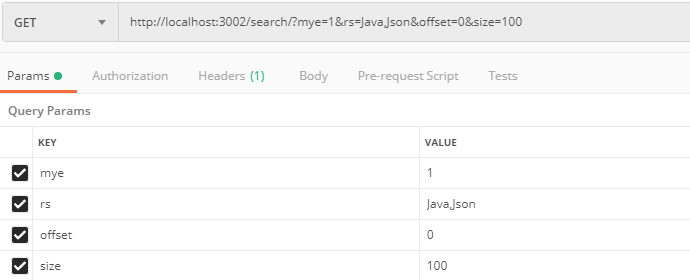 GET http://localhost:3002/search/?mye=1&rs=Java,Json&offset=0&size=100
Params Authorization Headers (1) Body Pre-request Script Tests
Query Params
KEY VALUE
mye 1
rs Java,Json
offset 0
size 100